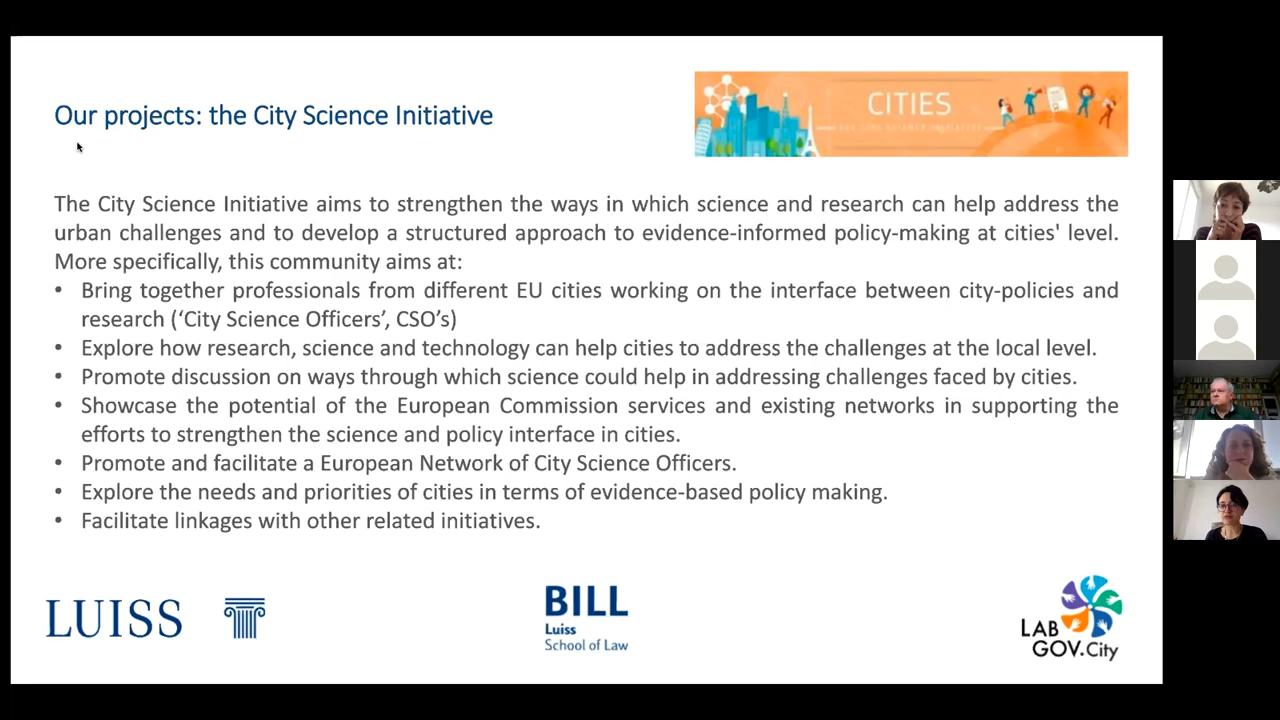 Our projects: the City Science Initiative
CITIES
The City Science Initiative aims to strengthen the ways in which science and research can help address the
urban challenges and to develop a structured approach to evidence-informed policy-making at cities' level.
More specifically, this community aims at:
• Bring together professionals from different EU cities working on the interface between city-policies and
research (‘City Science Officers’, CSO’s)
• Explore how research, science and technology can help cities to address the challenges at the local level.
• Promote discussion on ways through which science could help in addressing challenges faced by cities.
• Showcase the potential of the European Commission services and existing networks in supporting the
efforts to strengthen the science and policy interface in cities.
• Promote and facilitate a European Network of City Science Officers.
• Explore the needs and priorities of cities in terms of evidence-based policy making.
• Facilitate linkages with other related initiatives.
LUISS
BILL
Luiss
School of Law
LAB
GOV.City